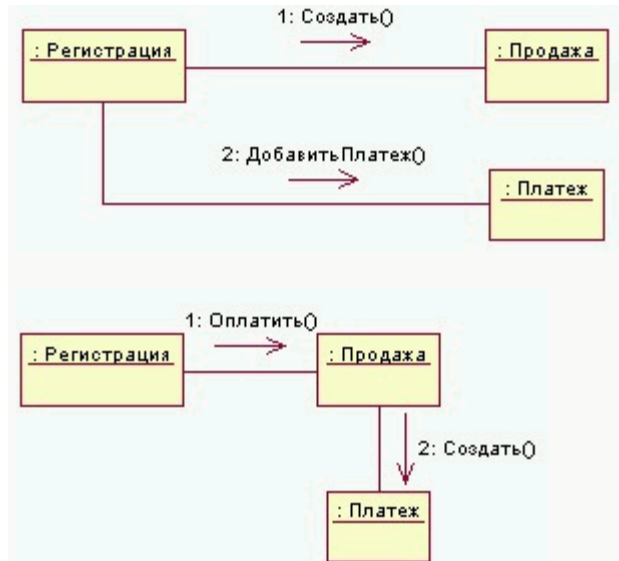 1: Создать()
: Регистрация
: Продажа
2: ДобавитьПлатеж()
: Платеж
1: Оплатить()
: Регистрация
: Продажа
2: Создать()
: Платеж